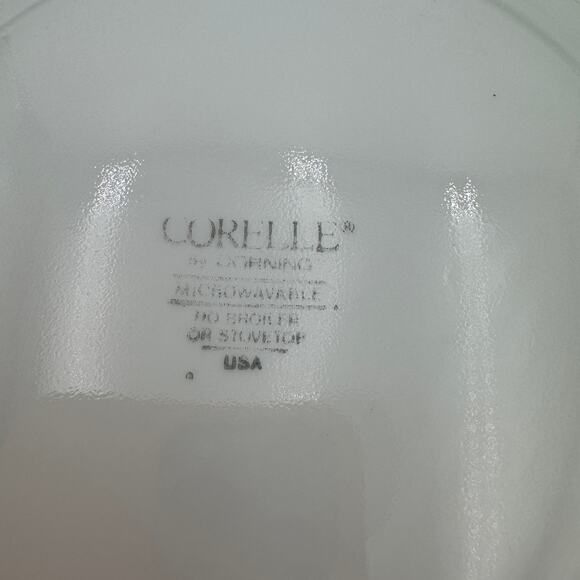 CORELLE®
by CORNING
MICROWAVABLE
NO BROILER
OR STOVETOP
USA